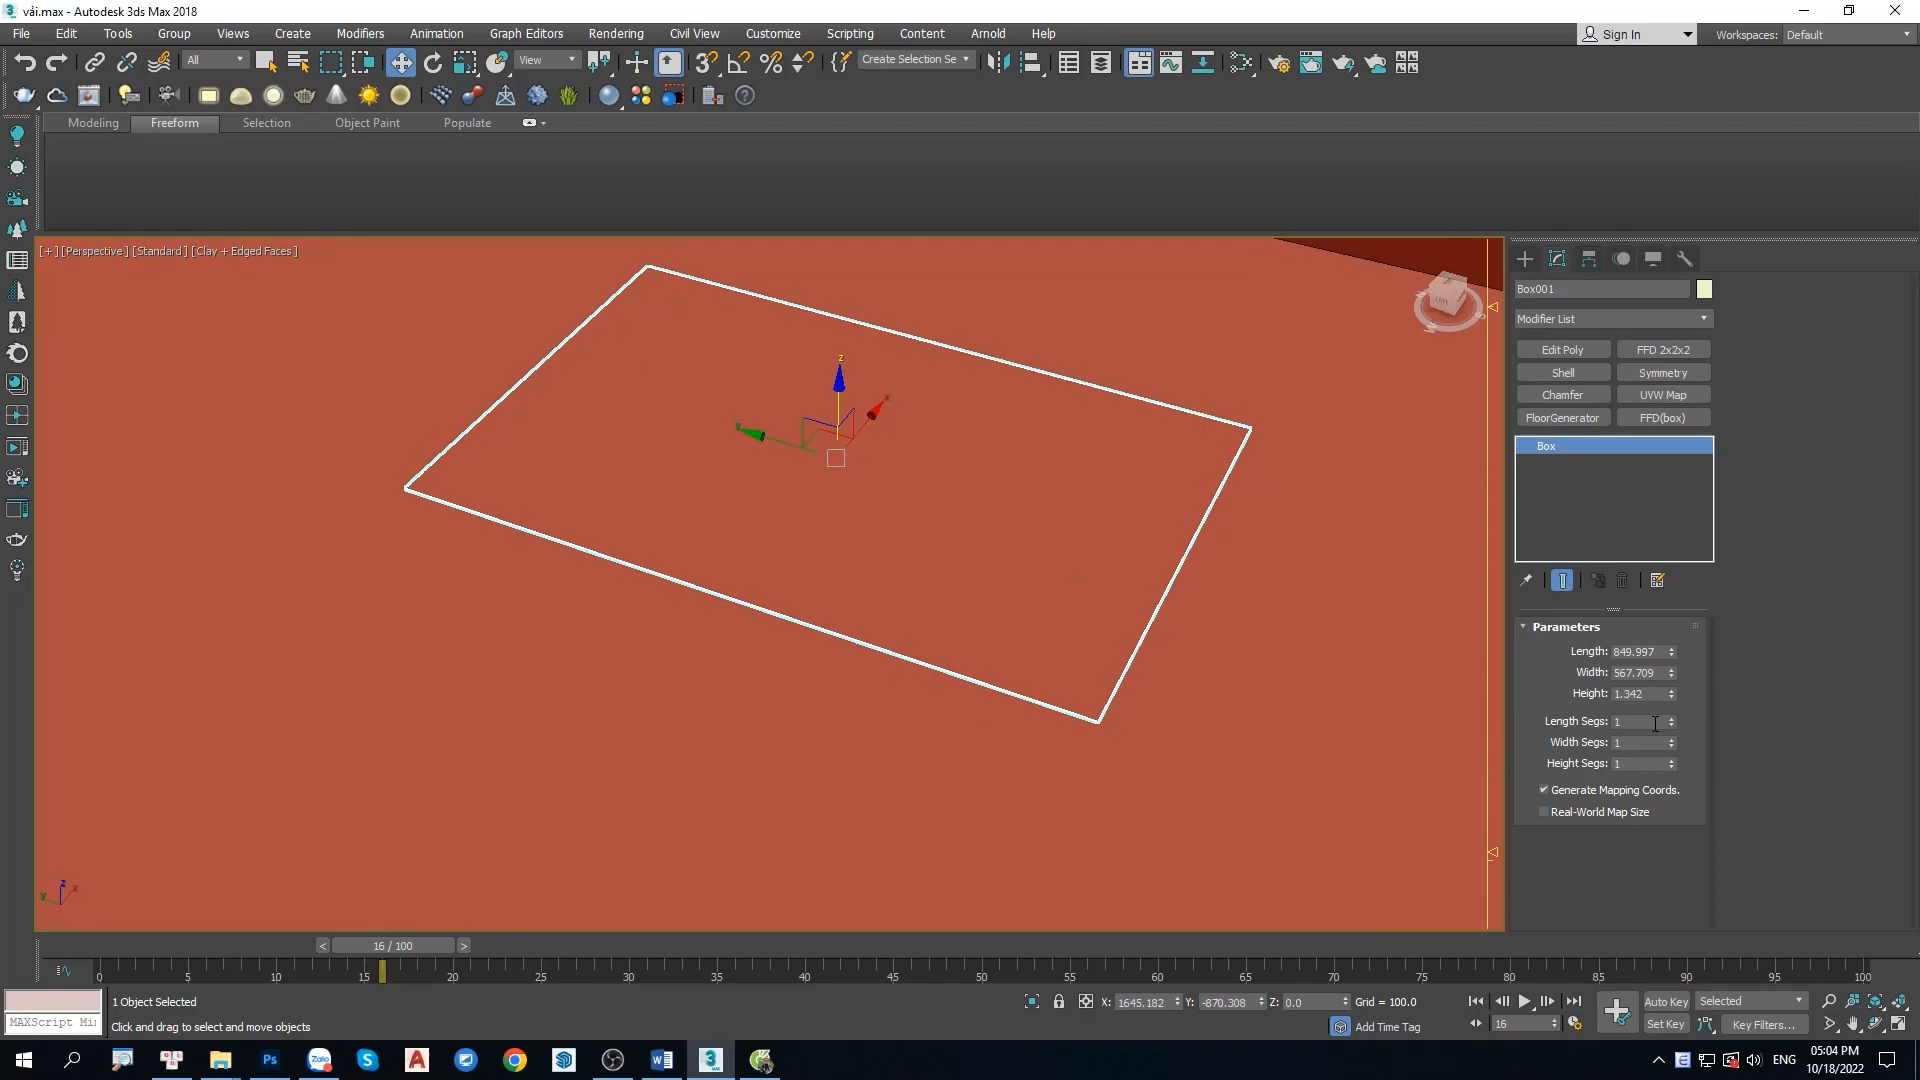 vải.max - Autodesk 3ds Max 2018
File Edit Tools Group Views Create Modifiers Animation Graph Editors Rendering Civil View Customize Scripting Content Arnold Help
Sign In Workspaces: Default
All View Create Selection Se
Modeling Freeform Selection Object Paint Populate
[+] [Perspective] [Standard] [Clay + Edged Faces]
Box001
Modifier List
Edit Poly FFD 2x2x2
Shell Symmetry
Chamfer UVW Map
FloorGenerator FFD(box)
Box
Parameters
Length: 849.997
Width: 567.709
Height: 1.342
Length Segs: 1
Width Segs: 1
Height Segs: 1
Generate Mapping Coords.
Real-World Map Size
z
x
y
z
x
y
< 16 / 100 >
0 5 10 15 20 25 30 35 40 45 50 55 60 65 70 75 80 85 90 95 100
1 Object Selected
X: 1645.182 Y: -870.308 Z: 0.0 Grid = 100.0
Auto Key Selected
MAXScript Mi
Click and drag to select and move objects
Add Time Tag
16
Set Key Key Filters...
ENG
05:04 PM
10/18/2022